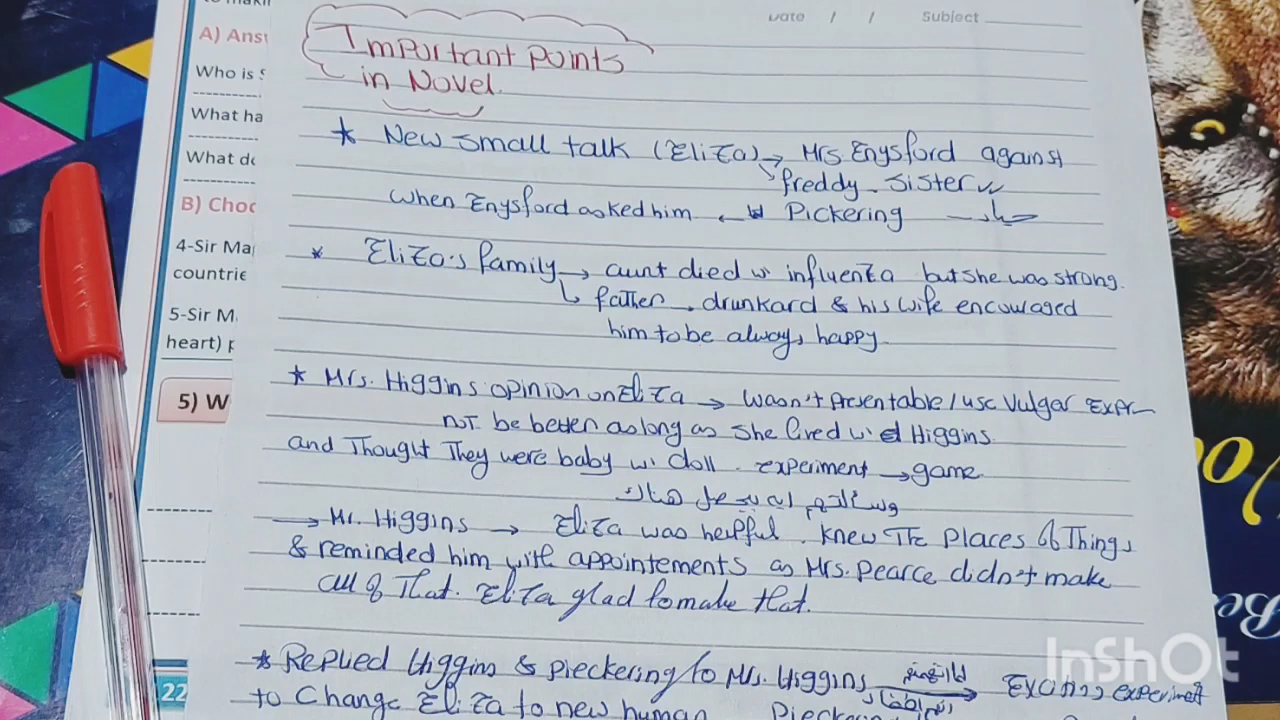 to maki
Date / / Subject
A) Ans
Who is S
What ha
What do
B) Choo
4-Sir Ma
countrie
5-Sir M
heart) p
5) W
22
Important points
in Novel.
* New small talk (Eliza) → Mrs. Enysford against
freddy - sister
When Enysford asked him ← Pickering → حياد
* Eliza's family → aunt died w influenza but she was strong.
↳ father → drunkard & his wife encouraged
him to be always happy.
* Mrs. Higgins opinion on Eliza → wasn't presentable / use vulgar Expr
not be better as long as she lived w Higgins
and Thought They were baby w doll. experiment → game
→ Mr. Higgins → Eliza was helpful. Knew The places of Things
& reminded him with appointements as Mrs. Pearce didn't make
all of That. Eliza glad to make that.
* Replied Higgins & pieckering to Mrs. Higgins → experiment
to change Eliza to new human
InShOt